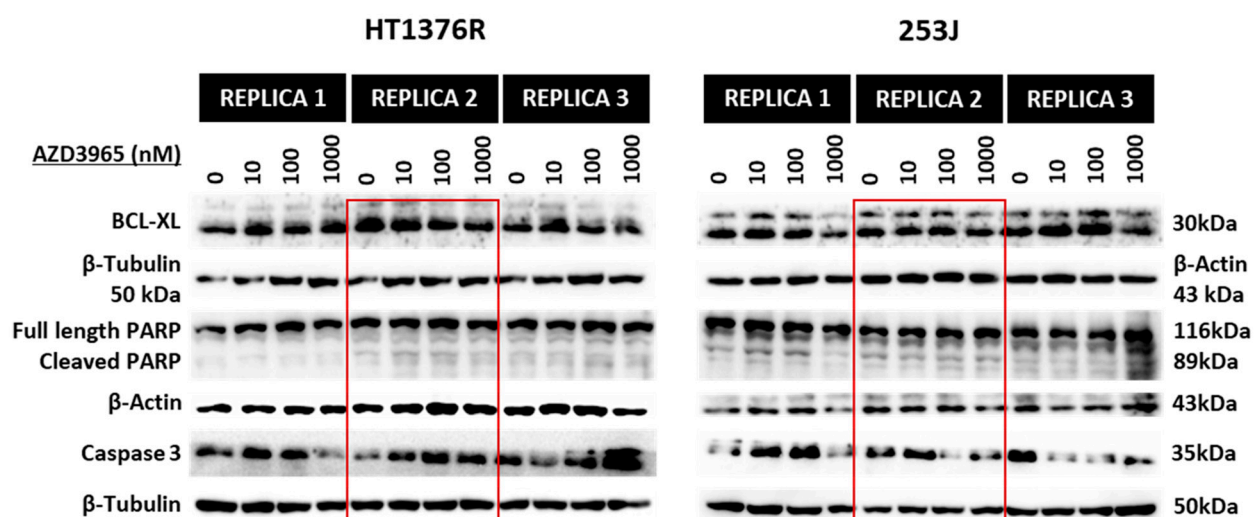 HT1376R 253J
REPLICA 1 REPLICA 2 REPLICA 3 REPLICA 1 REPLICA 2 REPLICA 3
AZD3965 (nM) 0 10 100 1000 0 10 100 1000 0 10 100 1000 0 10 100 1000 0 10 100 1000 0 10 100 1000
BCL-XL 30kDa
β-Tubulin β-Actin
50 kDa 43 kDa
Full length PARP 116kDa
Cleaved PARP 89kDa
β-Actin 43kDa
Caspase 3 35kDa
β-Tubulin 50kDa